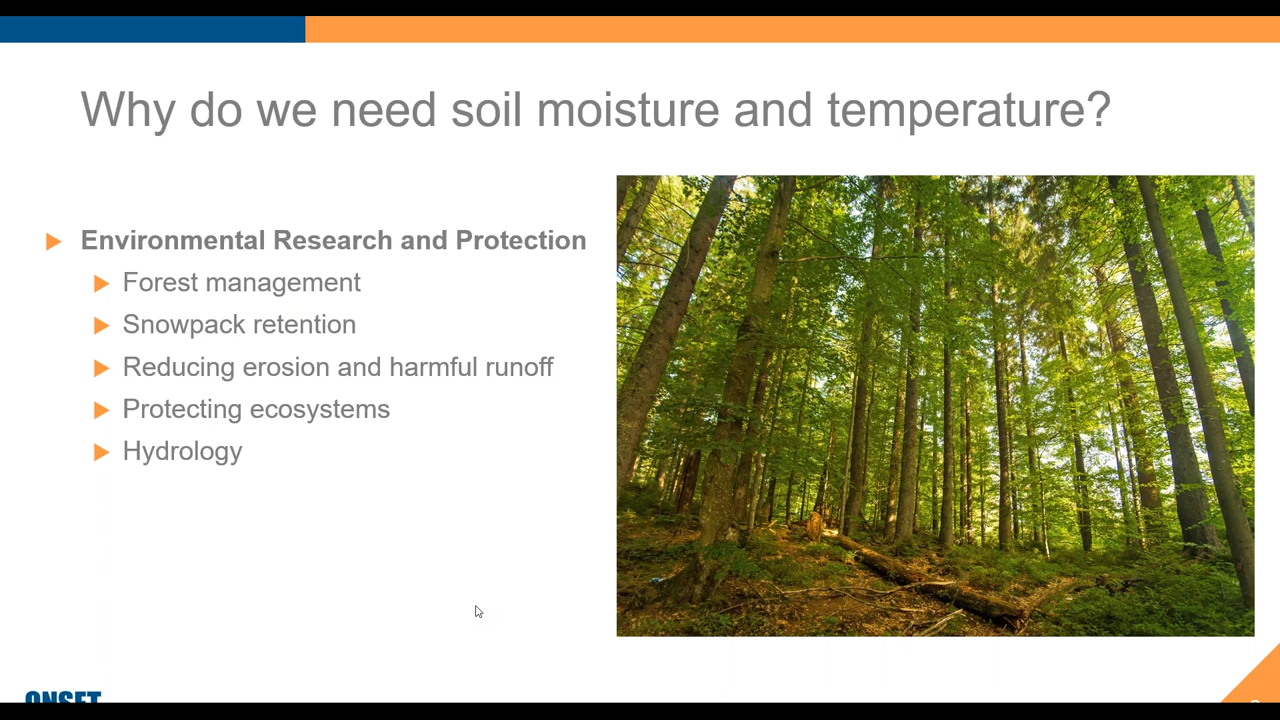 Why do we need soil moisture and temperature?
Environmental Research and Protection
Forest management
Snowpack retention
Reducing erosion and harmful runoff
Protecting ecosystems
Hydrology
ONSET